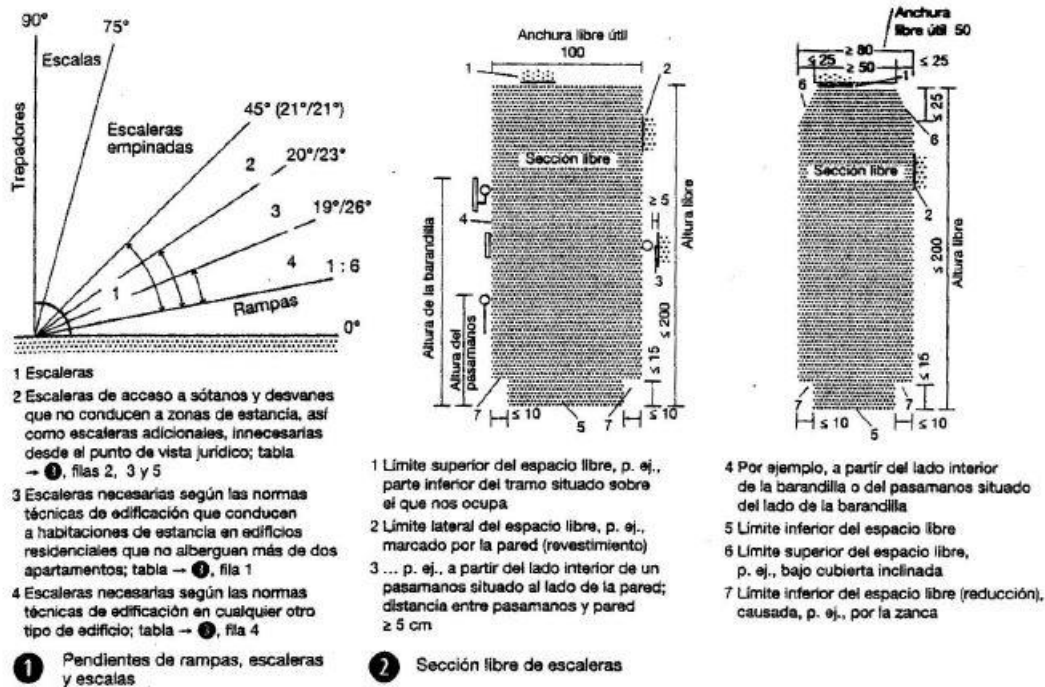 90°
75°
Escalas
Trepadores
Escaleras
empinadas
45° (21°/21°)
2
20°/23°
3
19°/26°
4
1 : 6
1
Rampas
0°
1 Escaleras
2 Escaleras de acceso a sótanos y desvanes
que no conducen a zonas de estancia, así
como escaleras adicionales, innecesarias
desde el punto de vista jurídico; tabla
→ 3, filas 2, 3 y 5
3 Escaleras necesarias según las normas
técnicas de edificación que conducen
a habitaciones de estancia en edificios
residenciales que no alberguen más de dos
apartamentos; tabla → 3, fila 1
4 Escaleras necesarias según las normas
técnicas de edificación en cualquier otro
tipo de edificio; tabla → 3, fila 4
1 Pendientes de rampas, escaleras
y escalas
Anchura libre útil
100
1
2
Sección libre
4
≥ 5
3
Altura de la barandilla
Altura del
pasamanos
≤ 200
Altura libre
≤ 15
7
≤ 10
5
7
≤ 10
1 Límite superior del espacio libre, p. ej.,
parte inferior del tramo situado sobre
el que nos ocupa
2 Límite lateral del espacio libre, p. ej.,
marcado por la pared (revestimiento)
3 ... p. ej., a partir del lado interior de un
pasamanos situado al lado de la pared;
distancia entre pasamanos y pared
≥ 5 cm
2 Sección libre de escaleras
Anchura
libre útil 50
≥ 80
≤ 25
≥ 50
≤ 25
1
6
≤ 25
6
Sección libre
2
≤ 200
Altura libre
≤ 15
7
7
≤ 10
5
≤ 10
4 Por ejemplo, a partir del lado interior
de la barandilla o del pasamanos situado
del lado de la barandilla
5 Límite inferior del espacio libre
6 Límite superior del espacio libre,
p. ej., bajo cubierta inclinada
7 Límite inferior del espacio libre (reducción),
causada, p. ej., por la zanca